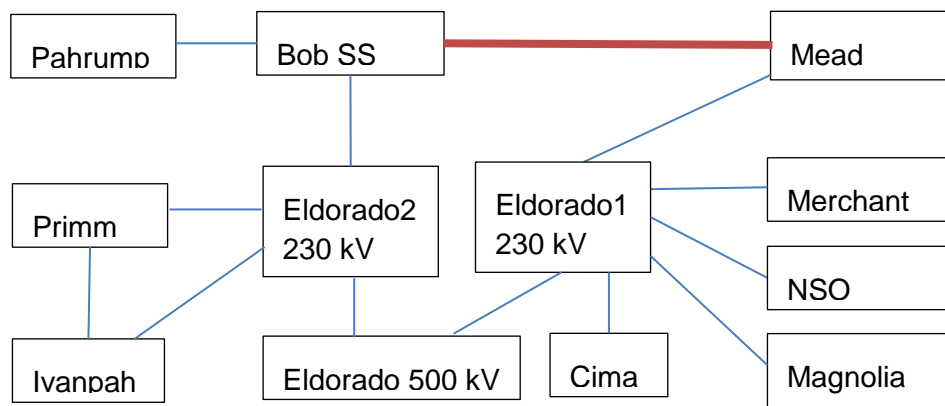 Pahrump
Bob SS
Mead
Primm
Eldorado2
230 kV
Eldorado1
230 kV
Merchant
NSO
Ivanpah
Eldorado 500 kV
Cima
Magnolia